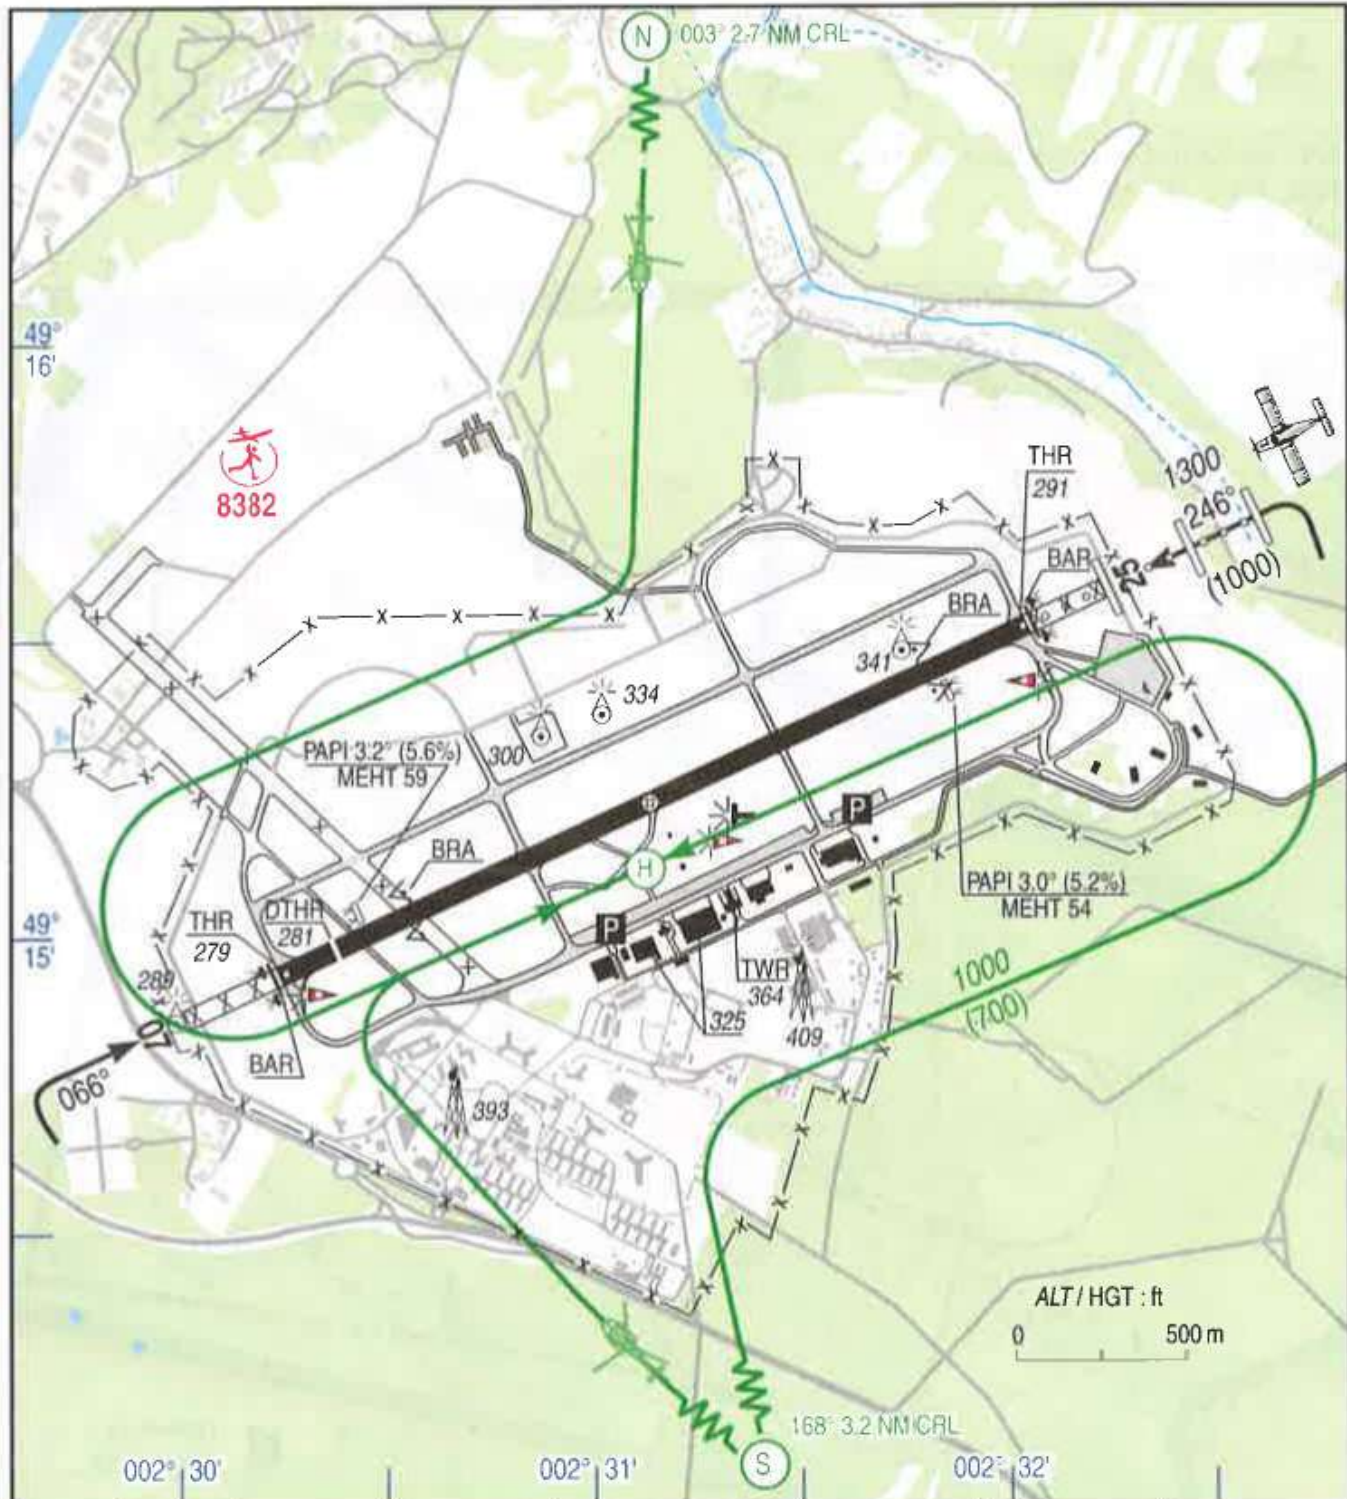 N 003° 2.7 NM CRL
49°
16'
8382
THR
291
1300
246°
(1000)
BAR
25
BRA
341
334
300
PAPI 3.2° (5.6%)
MEHT 59
P
H
BRA
PAPI 3.0° (5.2%)
MEHT 54
THR
279
DTHR
281
P
49°
15'
289
TWR
364
1000
(700)
325
409
07
066°
BAR
393
ALT / HGT : ft
0 500 m
168° 3.2 NM CRL
S
002° 30' 002° 31' 002° 32'